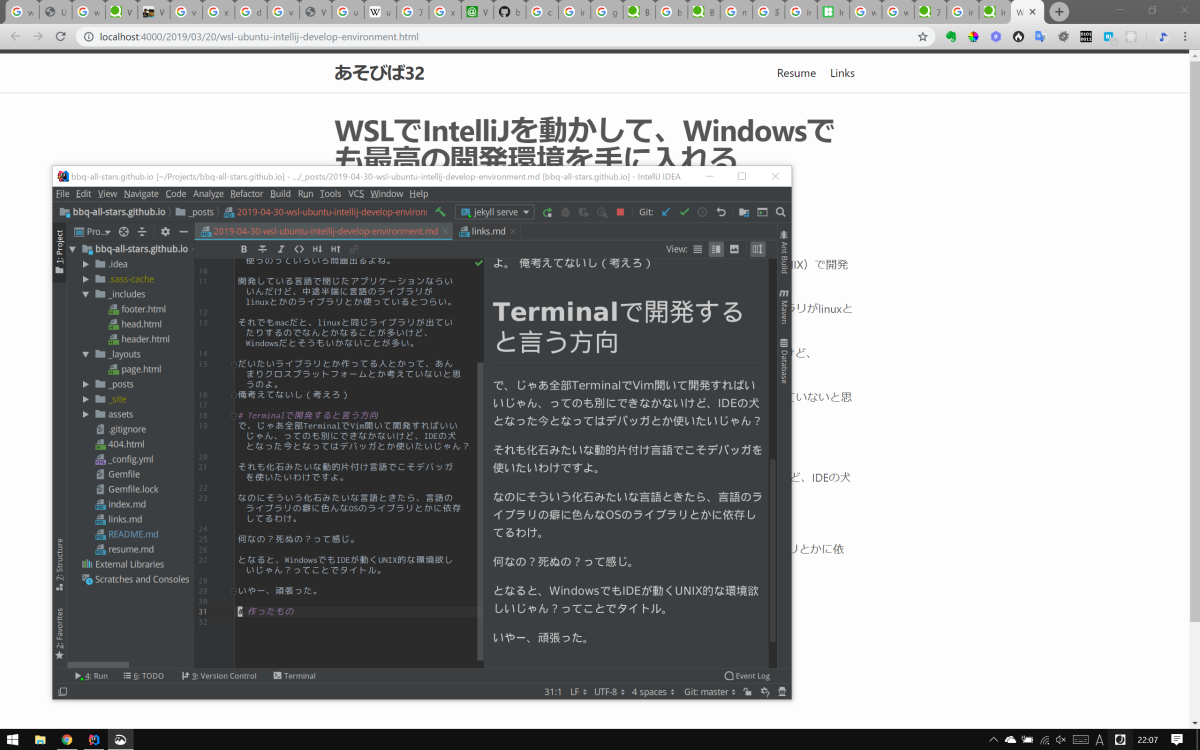 localhost:4000/2019/03/20/wsl-ubuntu-intellij-develop-environment.html
あそびば32
Resume Links
WSLでIntelliJを動かして、Windowsで
も最高の開発環境を手に入れる
bbq-all-stars.github.io [~/Projects/bbq-all-stars.github.io] - .../_posts/2019-04-30-wsl-ubuntu-intellij-develop-environment.md [bbq-all-stars.github.io] - IntelliJ IDEA
File Edit View Navigate Code Analyze Refactor Build Run Tools VCS Window Help
bbq-all-stars.github.io _posts 2019-04-30-wsl-ubuntu-intellij-develop-environ jekyll serve Git:
1: Project
Pro...
2019-04-30-wsl-ubuntu-intellij-develop-environment.md links.md
View:
bbq-all-stars.github.io
.idea
.sass-cache
_includes
footer.html
head.html
header.html
_layouts
page.html
_posts
_site
assets
.gitignore
404.html
_config.yml
Gemfile
Gemfile.lock
index.md
links.md
README.md
resume.md
External Libraries
Scratches and Consoles
7: Structure
2: Favorites
使うのっていろいろ問題出るよね。
10
11 開発している言語で閉じたアプリケーションならい
いんだけど、中途半端に言語のライブラリが
linuxとかのライブラリとか使っているとつらい。
12
13 それでもmacだと、linuxと同じライブラリが出てい
たりするのでなんとかなることが多いけど、
Windowsだとそうもいかないことが多い。
14
15 だいたいライブラリとか作ってる人とかって、あん
まりクロスプラットフォームとか考えていないと思
うのよ。
16 俺考えてないし（考えろ）
17
18 # Terminalで開発すると言う方向
19 で、じゃあ全部TerminalでVim開いて開発すればいい
じゃん、ってのも別にできなかないけど、IDEの犬
となった今となってはデバッガとか使いたいじゃん？
20
21 それも化石みたいな動的片付け言語でこそデバッガ
を使いたいわけですよ。
22
23 なのにそういう化石みたいな言語ときたら、言語の
ライブラリの癖に色んなOSのライブラリとかに依存
してるわけ。
24
25 何なの？死ぬの？って感じ。
26
27 となると、WindowsでもIDEが動くUNIX的な環境欲し
いじゃん？ってことでタイトル。
28
29 いやー、頑張った。
30
31 # 作ったもの
32
よ。 俺考えてないし（考えろ）
Terminalで開発する
と言う方向
で、じゃあ全部TerminalでVim開いて開発すればい
いじゃん、ってのも別にできなかないけど、IDEの犬
となった今となってはデバッガとか使いたいじゃん？
それも化石みたいな動的片付け言語でこそデバッガを
使いたいわけですよ。
なのにそういう化石みたいな言語ときたら、言語のラ
イブラリの癖に色んなOSのライブラリとかに依存し
てるわけ。
何なの？死ぬの？って感じ。
となると、WindowsでもIDEが動くUNIX的な環境欲
しいじゃん？ってことでタイトル。
いやー、頑張った。
Ant Build
Maven
Database
IX）で開発
ラリがlinuxと
けど、
ていないと思
ど、IDEの犬
リとかに依
4: Run 6: TODO 9: Version Control Terminal Event Log
31:1 LF UTF-8 4 spaces Git: master
22:07